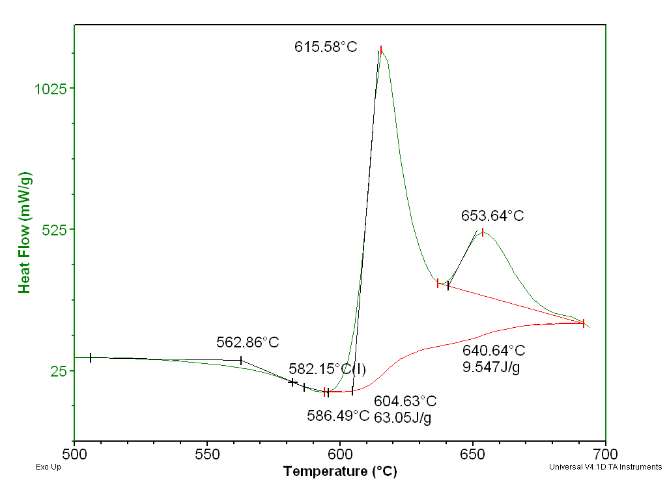 615.58°C
1025
653.64°C
525
Heat Flow (mW/g)
562.86°C
582.15°C(I)
640.64°C
9.547J/g
25
604.63°C
586.49°C
63.05J/g
500
550
600
650
700
Exo Up
Temperature (°C)
Universal V4.1D TA Instruments